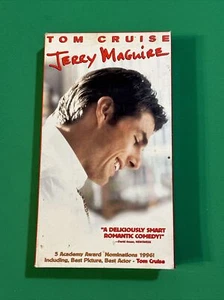 TOM CRUISE
JERRY MAGUIRE
"A DELICIOUSLY SMART
ROMANTIC COMEDY!"
5 Academy Award Nominations 1996!
Including, Best Picture, Best Actor - Tom Cruise